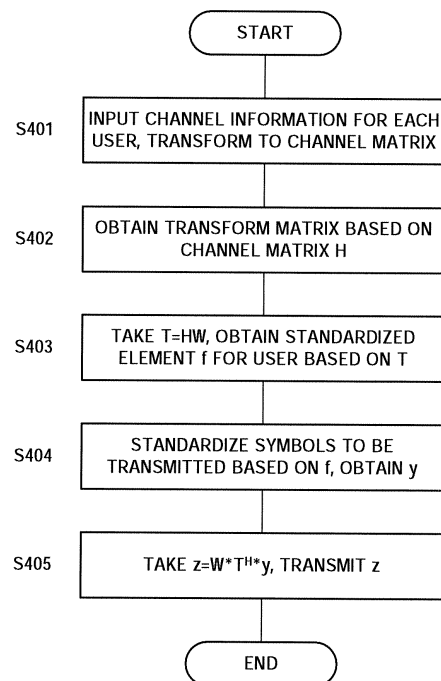 START
S401
INPUT CHANNEL INFORMATION FOR EACH
USER, TRANSFORM TO CHANNEL MATRIX
S402
OBTAIN TRANSFORM MATRIX BASED ON
CHANNEL MATRIX H
S403
TAKE T=HW, OBTAIN STANDARDIZED
ELEMENT f FOR USER BASED ON T
S404
STANDARDIZE SYMBOLS TO BE
TRANSMITTED BASED ON f, OBTAIN y
S405
TAKE z=W*Tᴴ*y, TRANSMIT z
END